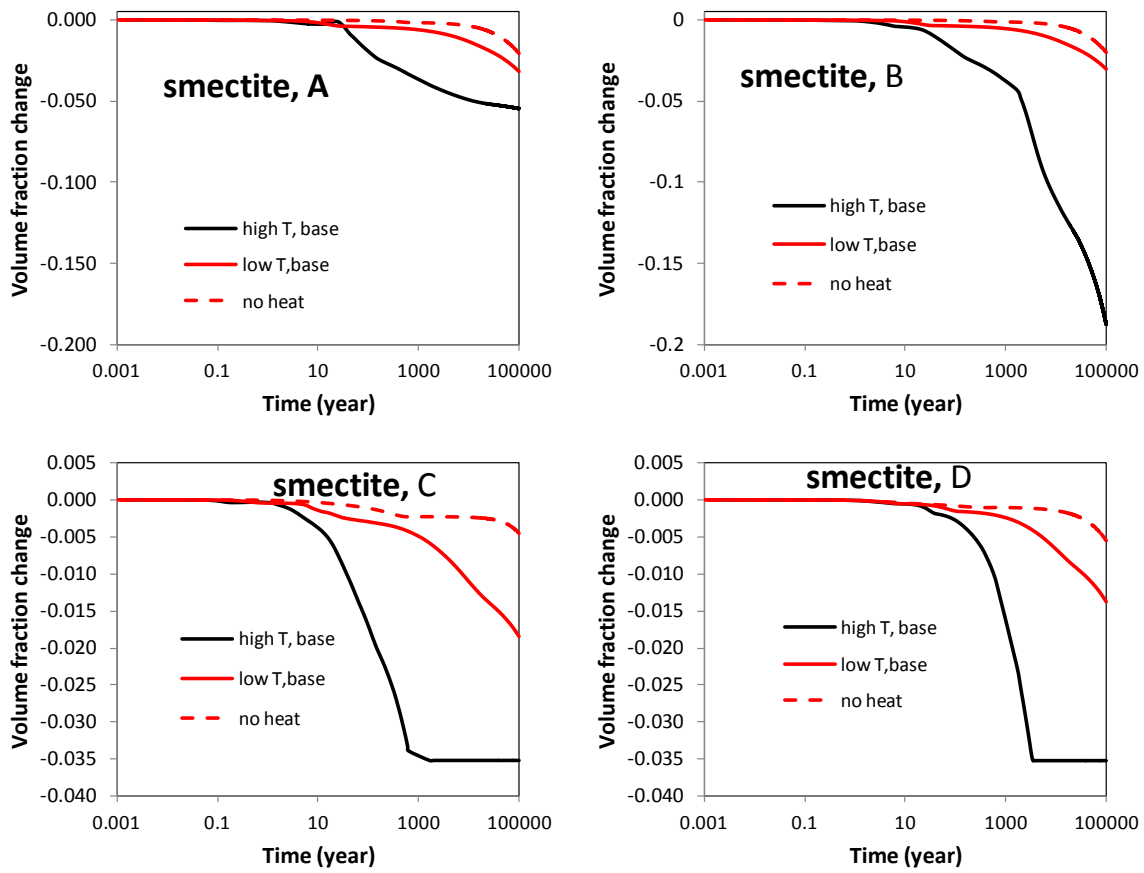 0.000
-0.050
-0.100
-0.150
-0.200
Volume fraction change
smectite, A
high T, base
low T,base
no heat
0.001 0.1 10 1000 100000
Time (year)
0
-0.05
-0.1
-0.15
-0.2
Volume fraction change
smectite, B
high T, base
low T,base
no heat
0.001 0.1 10 1000 100000
Time (year)
0.005
0.000
-0.005
-0.010
-0.015
-0.020
-0.025
-0.030
-0.035
-0.040
Volume fraction change
smectite, C
high T, base
low T,base
no heat
0.001 0.1 10 1000 100000
Time (year)
0.005
0.000
-0.005
-0.010
-0.015
-0.020
-0.025
-0.030
-0.035
-0.040
Volume fraction change
smectite, D
high T, base
low T,base
no heat
0.001 0.1 10 1000 100000
Time (year)